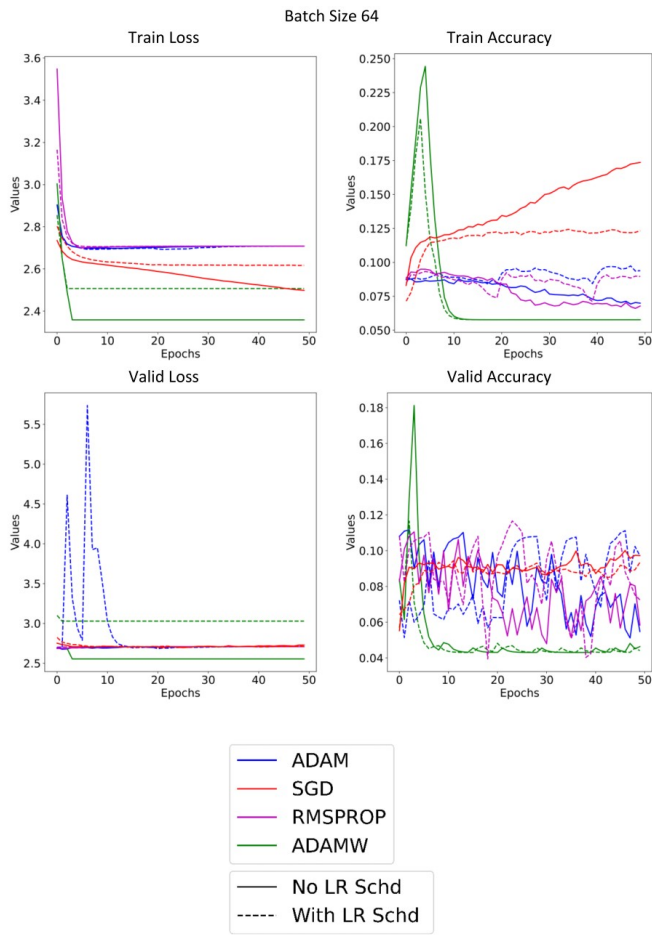 Batch Size 64
Train Loss
Train Accuracy
3.6
3.4
3.2
3.0
2.8
2.6
2.4
Values
0
10
20
30
40
50
Epochs
0.250
0.225
0.200
0.175
0.150
0.125
0.100
0.075
0.050
Values
0
10
20
30
40
50
Epochs
Valid Loss
Valid Accuracy
5.5
5.0
4.5
4.0
3.5
3.0
2.5
Values
0
10
20
30
40
50
Epochs
0.18
0.16
0.14
0.12
0.10
0.08
0.06
0.04
Values
0
10
20
30
40
50
Epochs
ADAM
SGD
RMSPROP
ADAMW
No LR Schd
With LR Schd